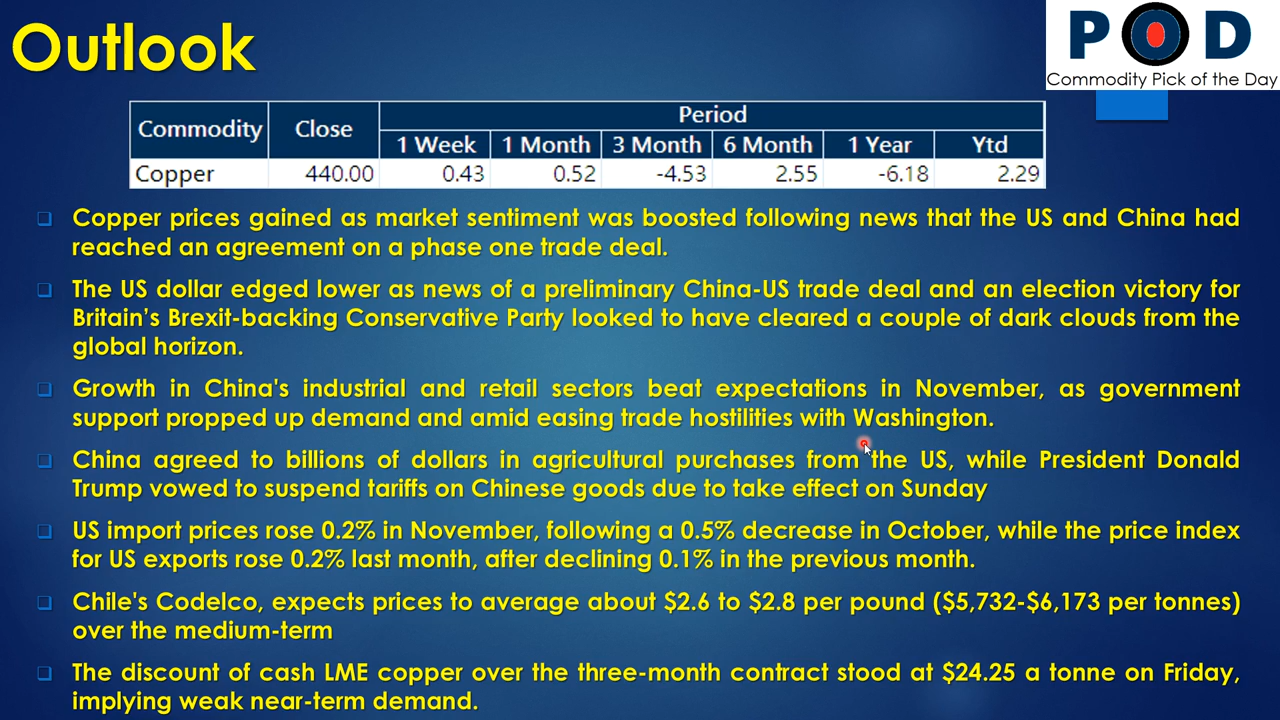 Outlook
P O D
Commodity Pick of the Day
Commodity Close Period
1 Week 1 Month 3 Month 6 Month 1 Year Ytd
Copper 440.00 0.43 0.52 -4.53 2.55 -6.18 2.29
Copper prices gained as market sentiment was boosted following news that the US and China had
reached an agreement on a phase one trade deal.
The US dollar edged lower as news of a preliminary China-US trade deal and an election victory for
Britain's Brexit-backing Conservative Party looked to have cleared a couple of dark clouds from the
global horizon.
Growth in China's industrial and retail sectors beat expectations in November, as government
support propped up demand and amid easing trade hostilities with Washington.
China agreed to billions of dollars in agricultural purchases from the US, while President Donald
Trump vowed to suspend tariffs on Chinese goods due to take effect on Sunday
US import prices rose 0.2% in November, following a 0.5% decrease in October, while the price index
for US exports rose 0.2% last month, after declining 0.1% in the previous month.
Chile's Codelco, expects prices to average about $2.6 to $2.8 per pound ($5,732-$6,173 per tonnes)
over the medium-term
The discount of cash LME copper over the three-month contract stood at $24.25 a tonne on Friday,
implying weak near-term demand.